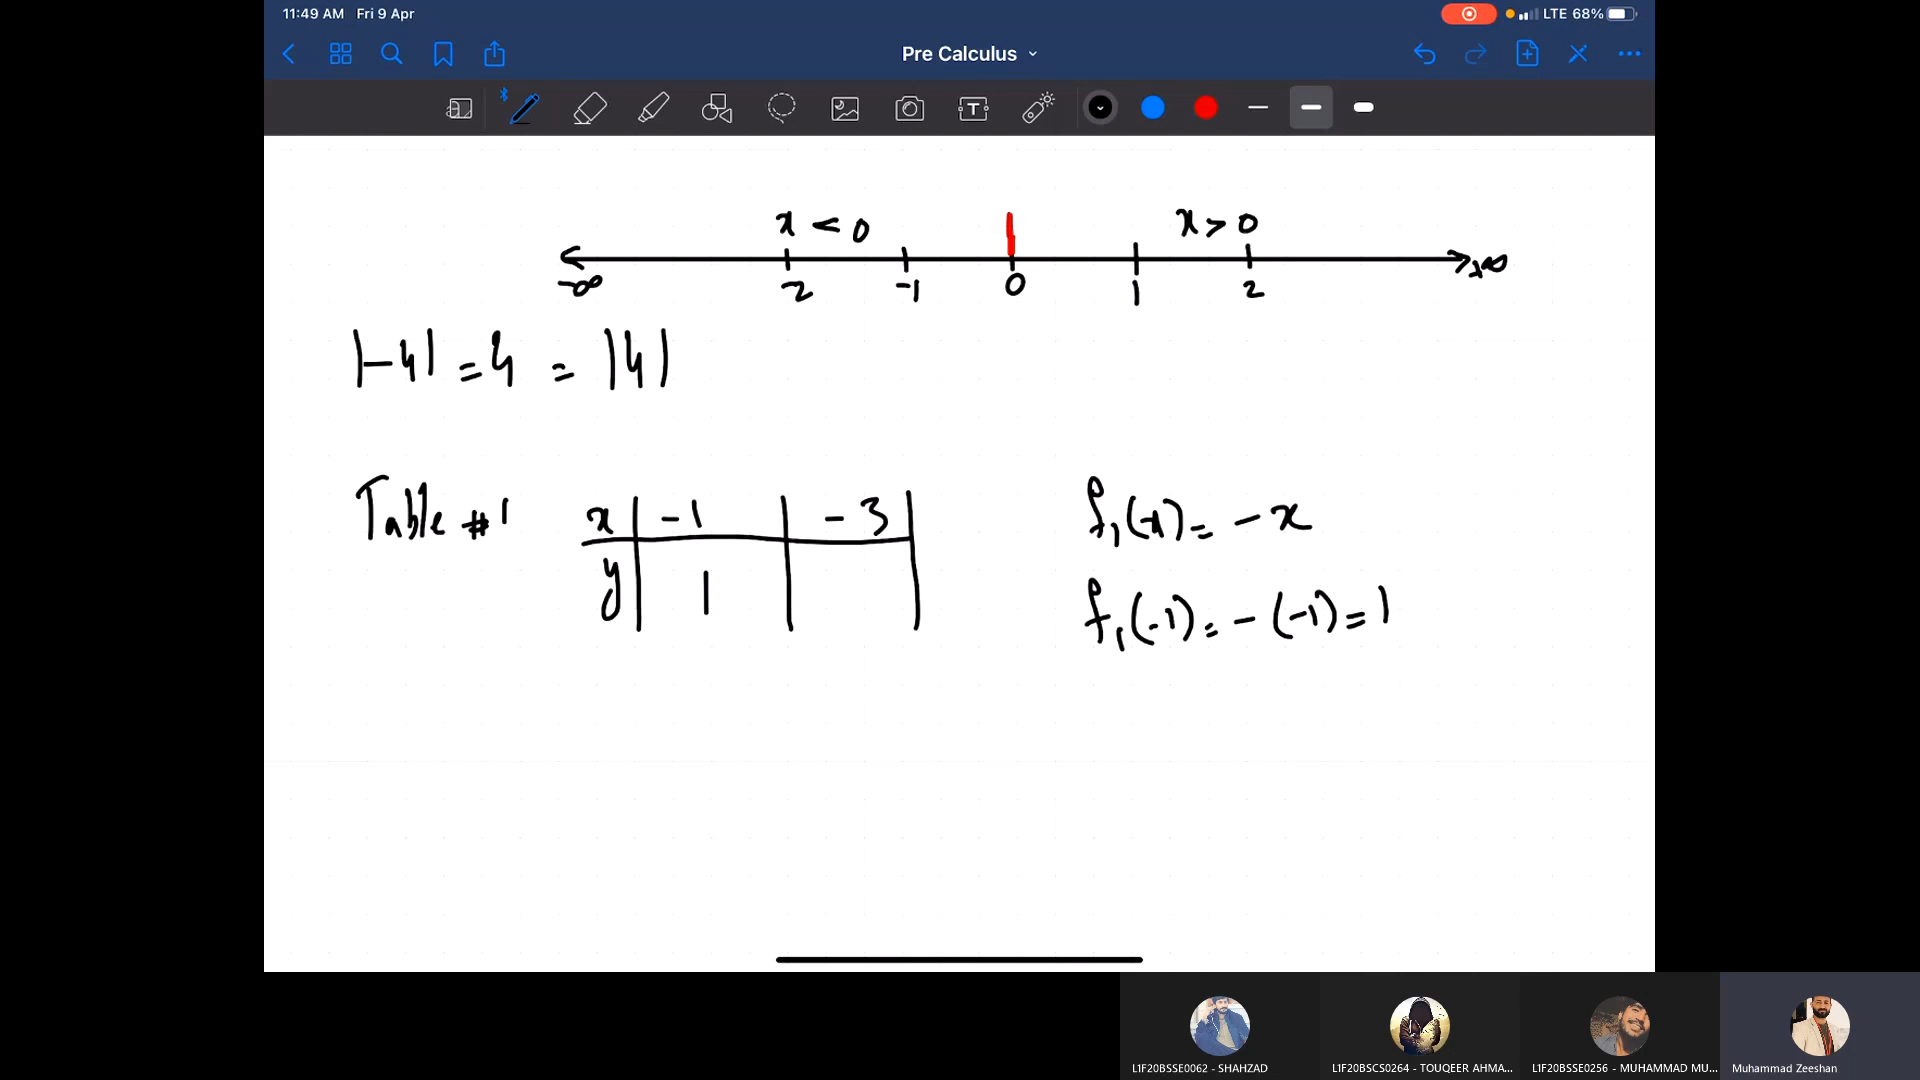 11:49 AM Fri 9 Apr LTE 68%
Pre Calculus
T
x < 0 x > 0
-∞ -2 -1 0 1 2 +∞
|-4| = 4 = |4|
Table #1
x | -1 | -3
y | 1 |
f₁(x) = -x
f₁(-1) = -(-1) = 1
L1F20BSSE0062 - SHAHZAD
L1F20BSCS0264 - TOUQEER AHMA...
L1F20BSSE0256 - MUHAMMAD MU...
Muhammad Zeeshan